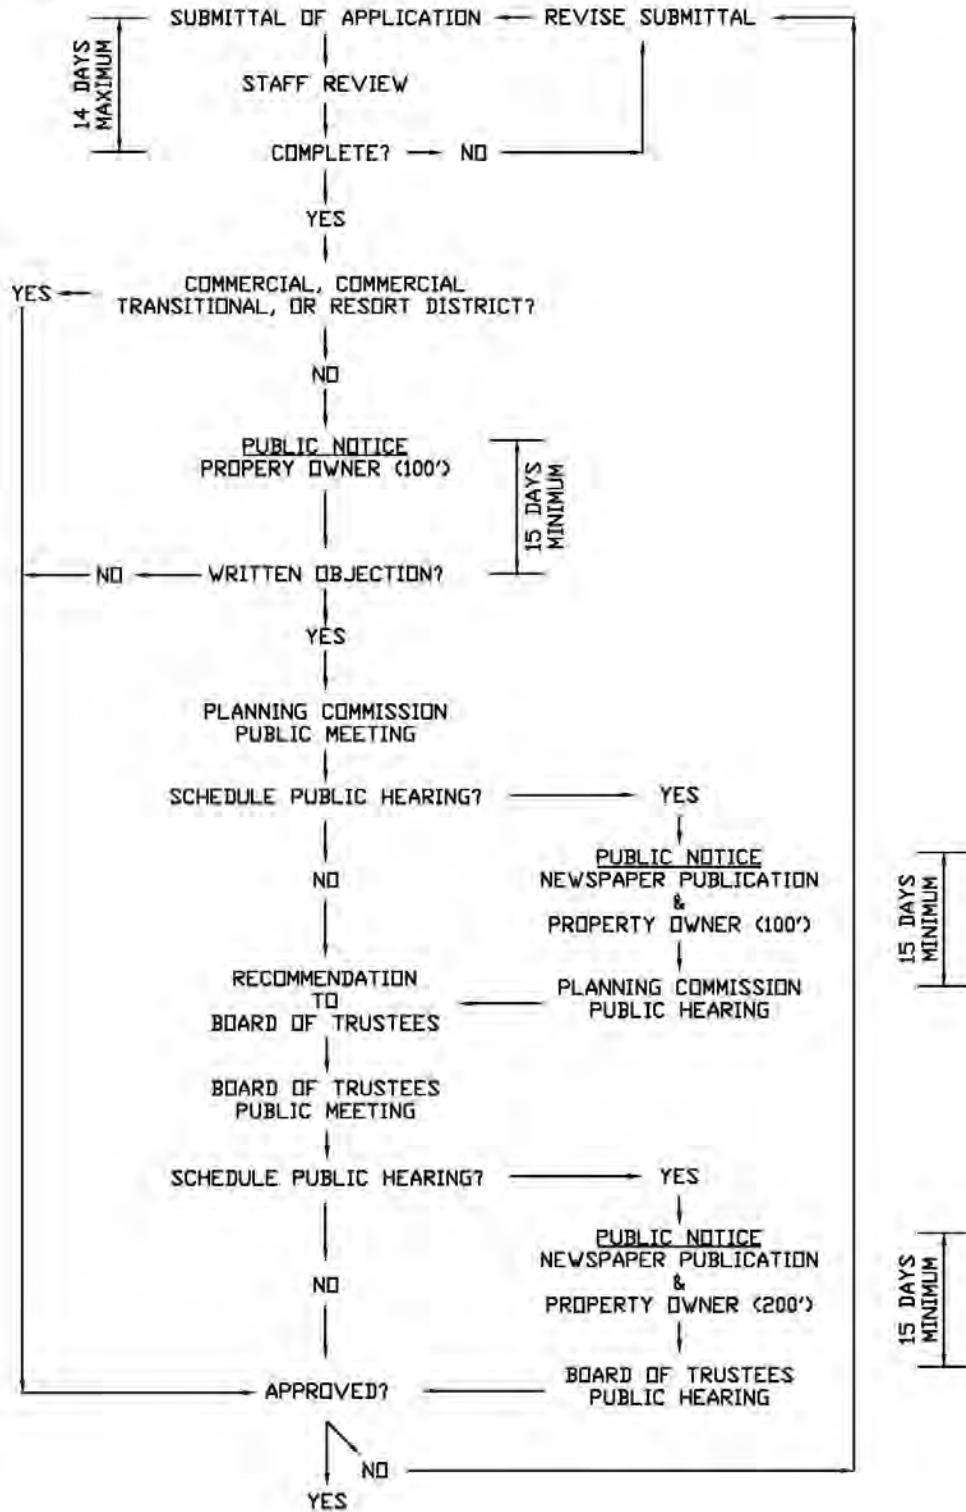 SUBMITTAL OF APPLICATION
REVISE SUBMITTAL
14 DAYS
MAXIMUM
STAFF REVIEW
COMPLETE?
NO
YES
COMMERCIAL, COMMERCIAL
TRANSITIONAL, OR RESORT DISTRICT?
YES
NO
PUBLIC NOTICE
PROPERY OWNER (100')
15 DAYS
MINIMUM
WRITTEN OBJECTION?
NO
YES
PLANNING COMMISSION
PUBLIC MEETING
SCHEDULE PUBLIC HEARING?
YES
NO
PUBLIC NOTICE
NEWSPAPER PUBLICATION
&
PROPERTY OWNER (100')
15 DAYS
MINIMUM
PLANNING COMMISSION
PUBLIC HEARING
RECOMMENDATION
TO
BOARD OF TRUSTEES
BOARD OF TRUSTEES
PUBLIC MEETING
SCHEDULE PUBLIC HEARING?
YES
NO
PUBLIC NOTICE
NEWSPAPER PUBLICATION
&
PROPERTY OWNER (200')
15 DAYS
MINIMUM
BOARD OF TRUSTEES
PUBLIC HEARING
APPROVED?
NO
YES